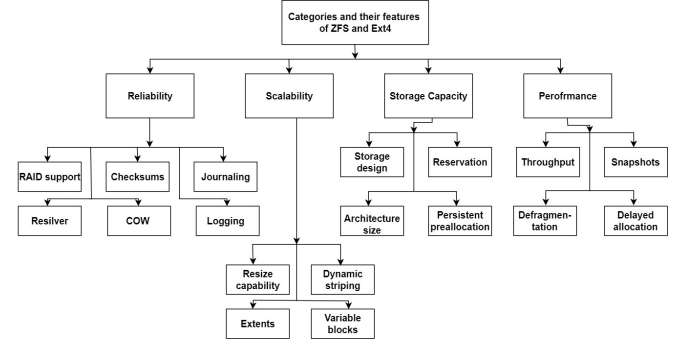 Categories and their features
of ZFS and Ext4
Reliability
Scalability
Storage Capacity
Perofrmance
RAID support
Checksums
Journaling
Storage
design
Reservation
Throughput
Snapshots
Resilver
COW
Logging
Architecture
size
Persistent
preallocation
Defragmen-
tation
Delayed
allocation
Resize
capability
Dynamic
striping
Extents
Variable
blocks